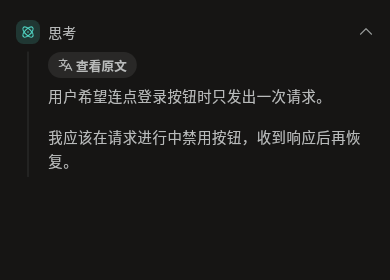 思考
查看原文
用户希望连点登录按钮时只发出一次请求。
我应该在请求进行中禁用按钮，收到响应后再恢
复。